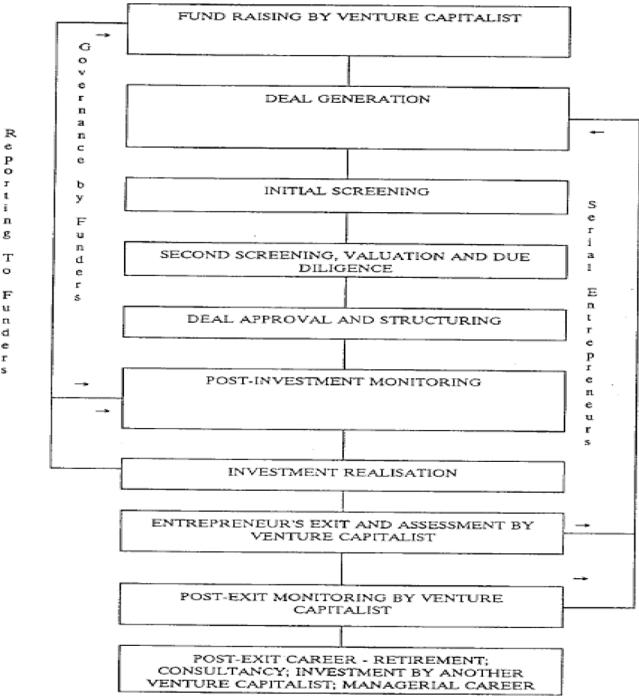 FUND RAISING BY VENTURE CAPITALIST
DEAL GENERATION
INITIAL SCREENING
SECOND SCREENING, VALUATION AND DUE
DILIGENCE
DEAL APPROVAL AND STRUCTURING
POST-INVESTMENT MONITORING
INVESTMENT REALISATION
ENTREPRENEUR'S EXIT AND ASSESSMENT BY
VENTURE CAPITALIST
POST-EXIT MONITORING BY VENTURE
CAPITALIST
POST-EXIT CAREER - RETIREMENT;
CONSULTANCY; INVESTMENT BY ANOTHER
VENTURE CAPITALIST; MANAGERIAL CAREER
Reporting To Funders
Governance by Funders
Serial Entrepreneurs